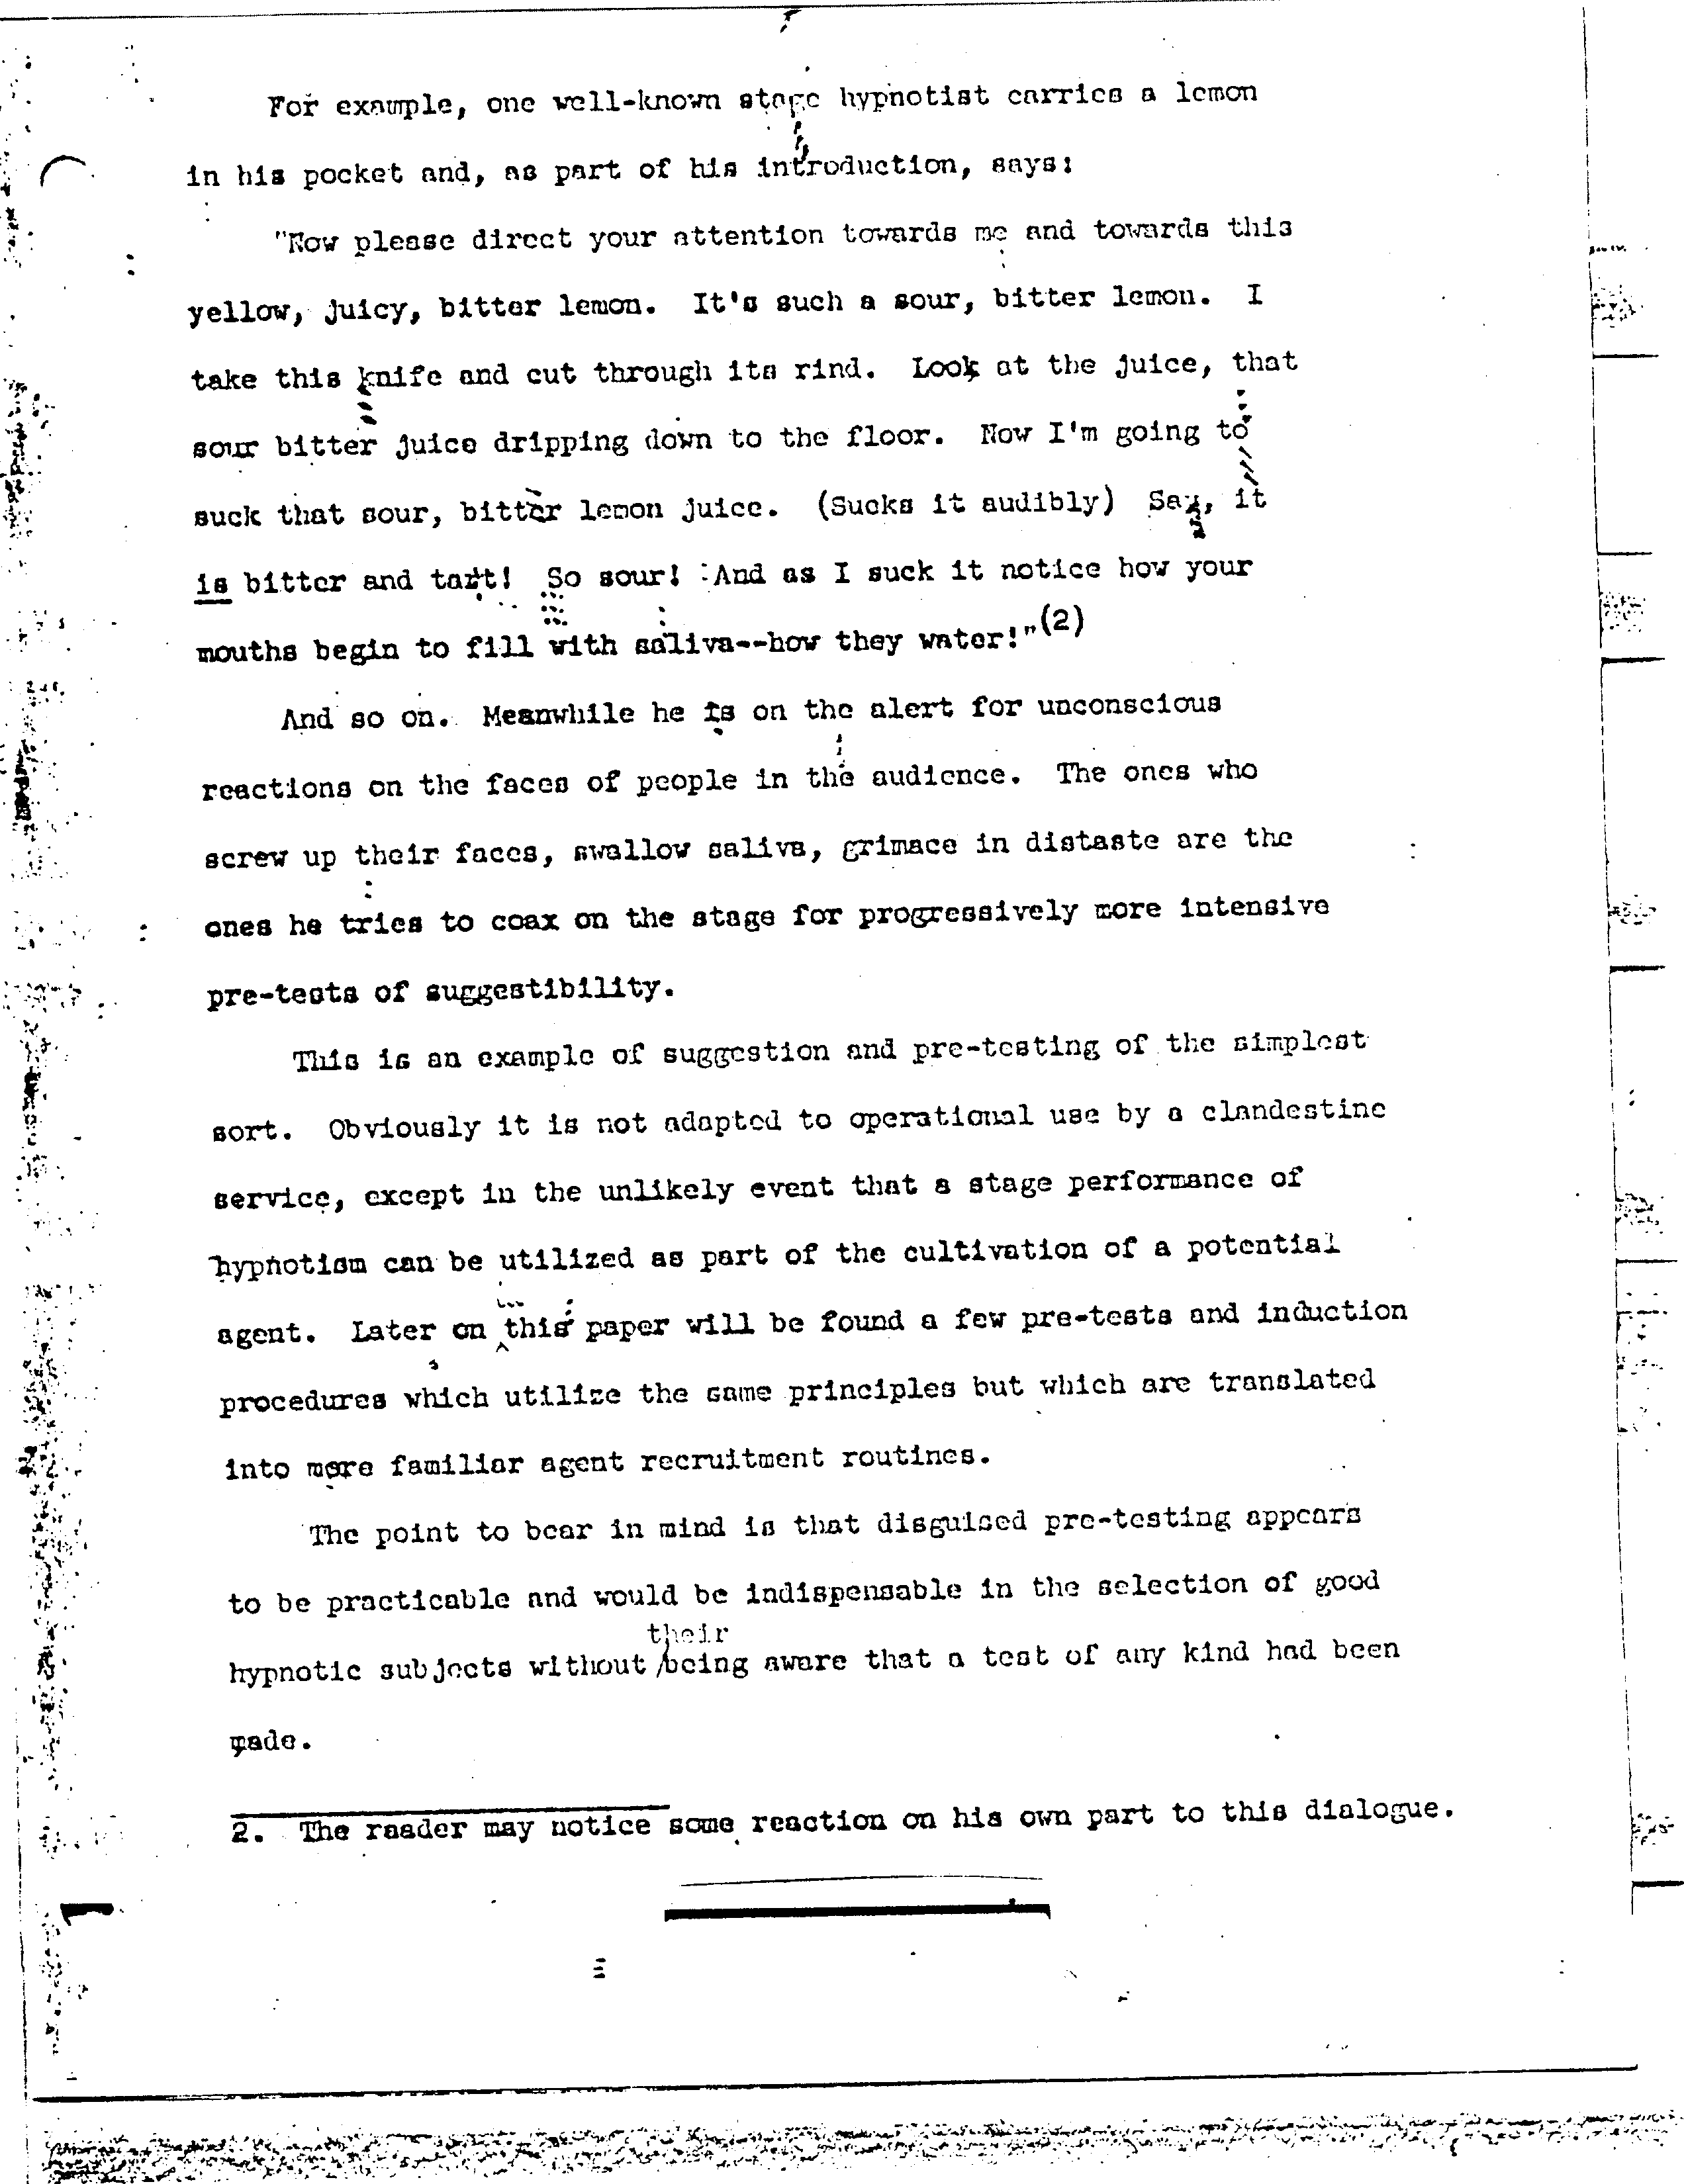 For example, one well-known stage hypnotist carries a lemon
in his pocket and, as part of his introduction, says:
"Now please direct your attention towards me and towards this
yellow, juicy, bitter lemon. It's such a sour, bitter lemon. I
take this knife and cut through its rind. Look at the juice, that
sour bitter juice dripping down to the floor. Now I'm going to
suck that sour, bitter lemon juice. (Sucks it audibly) Say, it
is bitter and tart! So sour! And as I suck it notice how your
mouths begin to fill with saliva--how they water!"(2)
And so on. Meanwhile he is on the alert for unconscious
reactions on the faces of people in the audience. The ones who
screw up their faces, swallow saliva, grimace in distaste are the
ones he tries to coax on the stage for progressively more intensive
pre-tests of suggestibility.
This is an example of suggestion and pre-testing of the simplest
sort. Obviously it is not adapted to operational use by a clandestine
service, except in the unlikely event that a stage performance of
hypnotism can be utilized as part of the cultivation of a potential
agent. Later on this paper will be found a few pre-tests and induction
procedures which utilize the same principles but which are translated
into more familiar agent recruitment routines.
The point to bear in mind is that disguised pre-testing appears
to be practicable and would be indispensable in the selection of good
their
hypnotic subjects without being aware that a test of any kind had been
made.
2. The reader may notice some reaction on his own part to this dialogue.